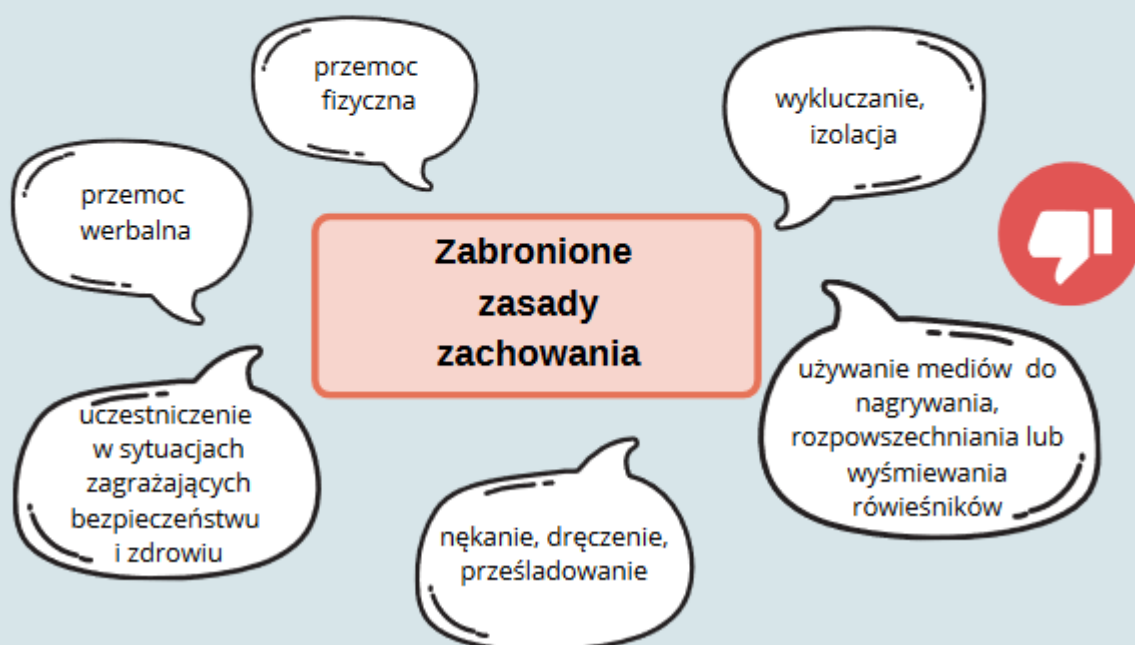 przemoc
fizyczna
wykluczanie,
izolacja
przemoc
werbalna
Zabronione
zasady
zachowania
używanie mediów do
nagrywania,
rozpowszechniania lub
wyśmiewania
rówieśników
uczestniczenie
w sytuacjach
zagrażających
bezpieczeństwu
i zdrowiu
nękanie, dręczenie,
prześladowanie